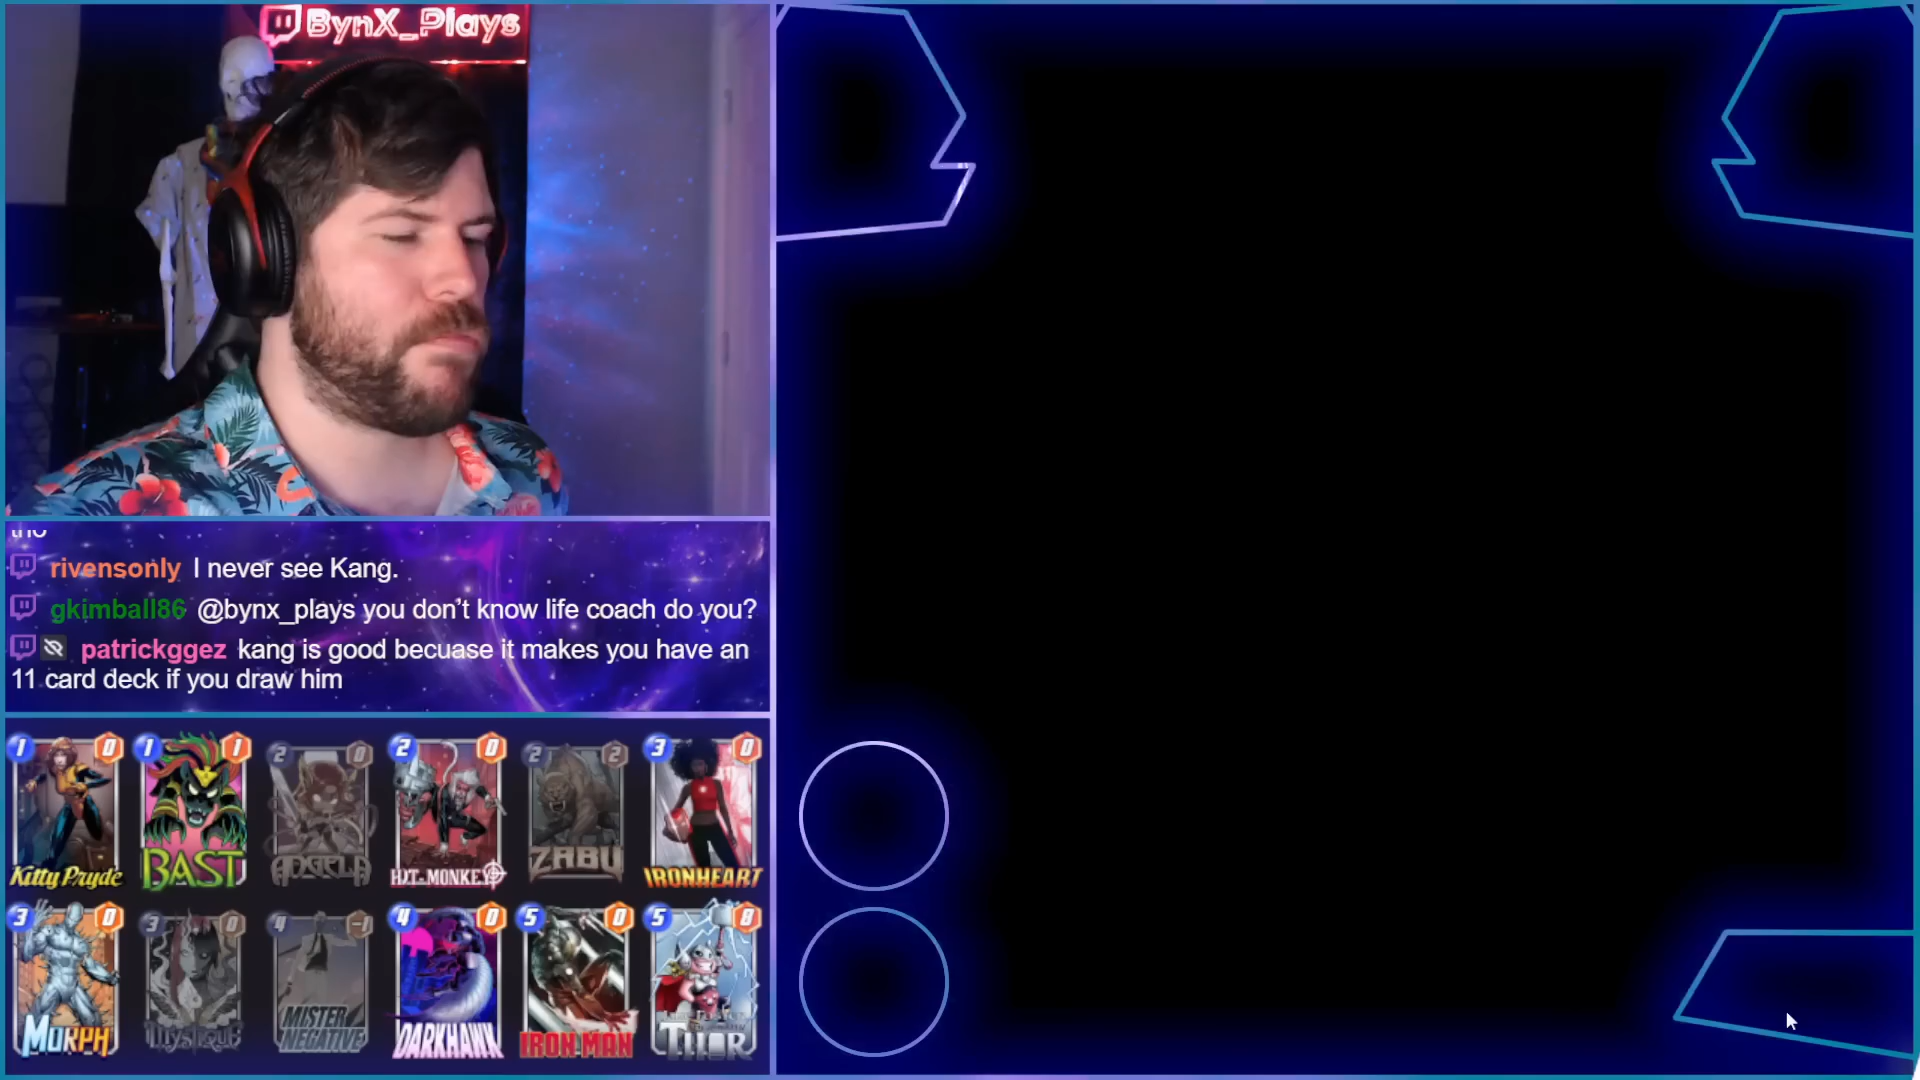 BynX_Plays
rivensonly I never see Kang.
gkimball86 @bynx_plays you don't know life coach do you?
patrickggez kang is good becuase it makes you have an
11 card deck if you draw him
1 0 1 1 2 0 2 0 2 2 3 0
Kitty Pryde BAST ANGELA HIT-MONKEY ZABU IRONHEART
3 0 3 0 4 -1 4 0 5 0 5 8
MORPH MYSTIQUE MISTER NEGATIVE DARKHAWK IRON MAN THOR